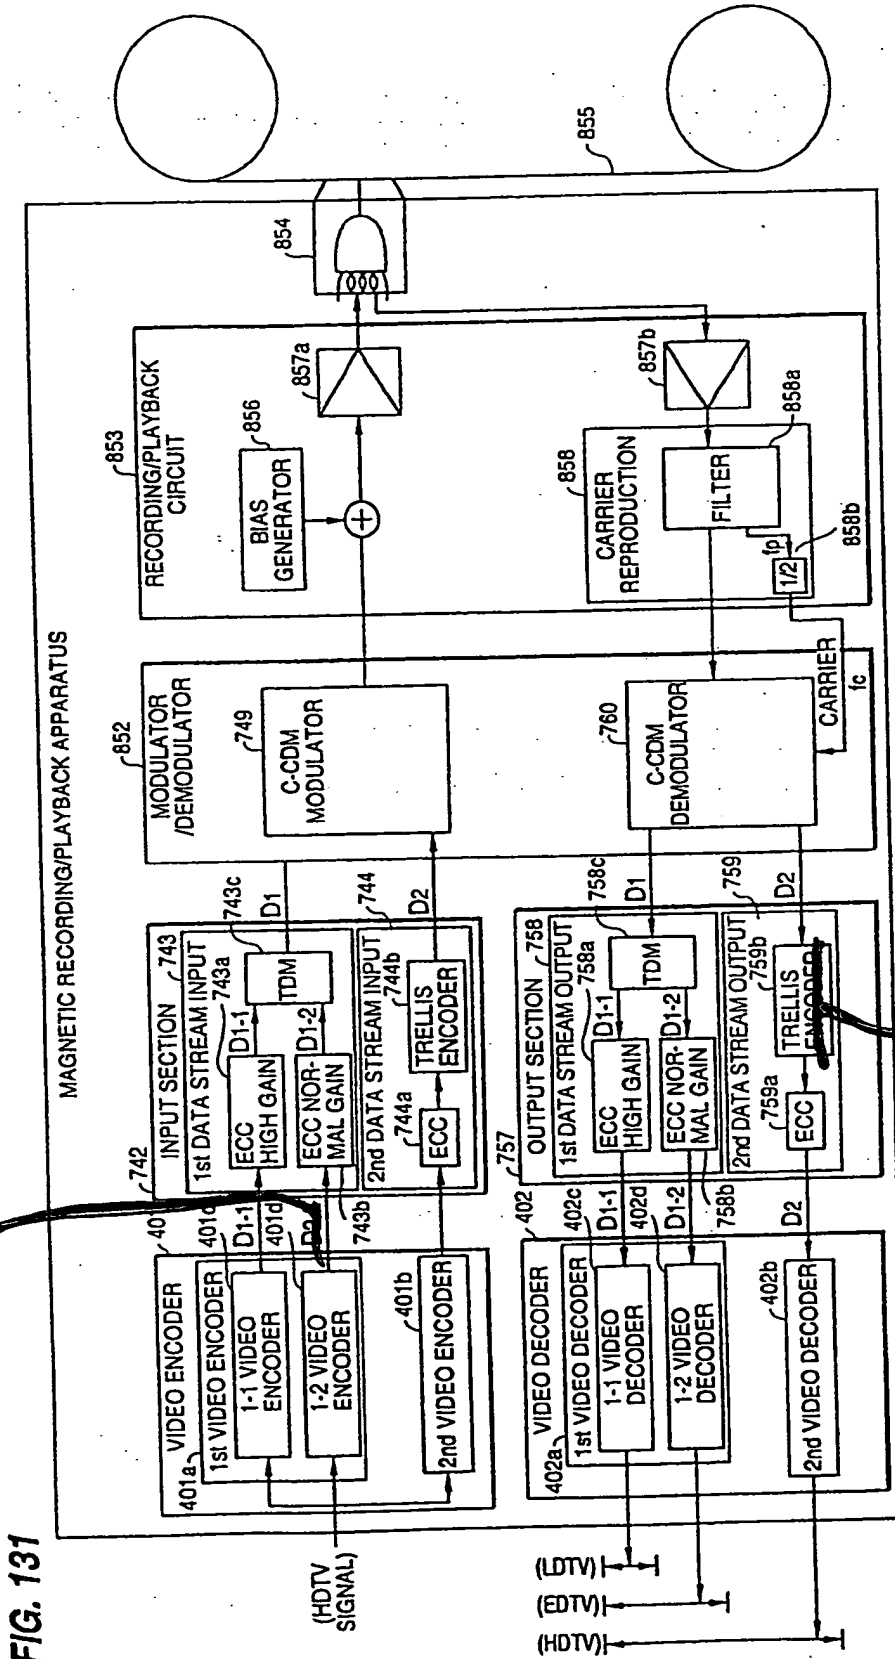 FIG. 131
MAGNETIC RECORDING/PLAYBACK APPARATUS
(HDTV
SIGNAL)
VIDEO ENCODER
401
401a
1st VIDEO ENCODER
1-1 VIDEO
ENCODER
401c
D1-1
1-2 VIDEO
ENCODER
401d
2nd VIDEO ENCODER
401b
742
INPUT SECTION
743
1st DATA STREAM INPUT
743a
ECC
HIGH GAIN
D1-1
743c
TDM
D1
ECC NOR-
MAL GAIN
D1-2
743b
2nd DATA STREAM INPUT
744
744a
ECC
744b
TRELLIS
ENCODER
D2
852
MODULATOR
/DEMODULATOR
749
C-CDM
MODULATOR
760
C-CDM
DEMODULATOR
CARRIER
fc
853
RECORDING/PLAYBACK
CIRCUIT
856
BIAS
GENERATOR
+
857a
854
855
857b
858
CARRIER
REPRODUCTION
858a
FILTER
fp
1/2
858b
757
OUTPUT SECTION
758
1st DATA STREAM OUTPUT
758a
ECC
HIGH GAIN
D1-1
758c
TDM
D1
ECC NOR-
MAL GAIN
D1-2
758b
2nd DATA STREAM OUTPUT
759
759a
ECC
759b
TRELLIS
ENCODER
D2
402
VIDEO DECODER
402a
1st VIDEO DECODER
1-1 VIDEO
DECODER
402c
D1-1
1-2 VIDEO
DECODER
402d
D1-2
2nd VIDEO DECODER
402b
D2
(LDTV)
(EDTV)
(HDTV)